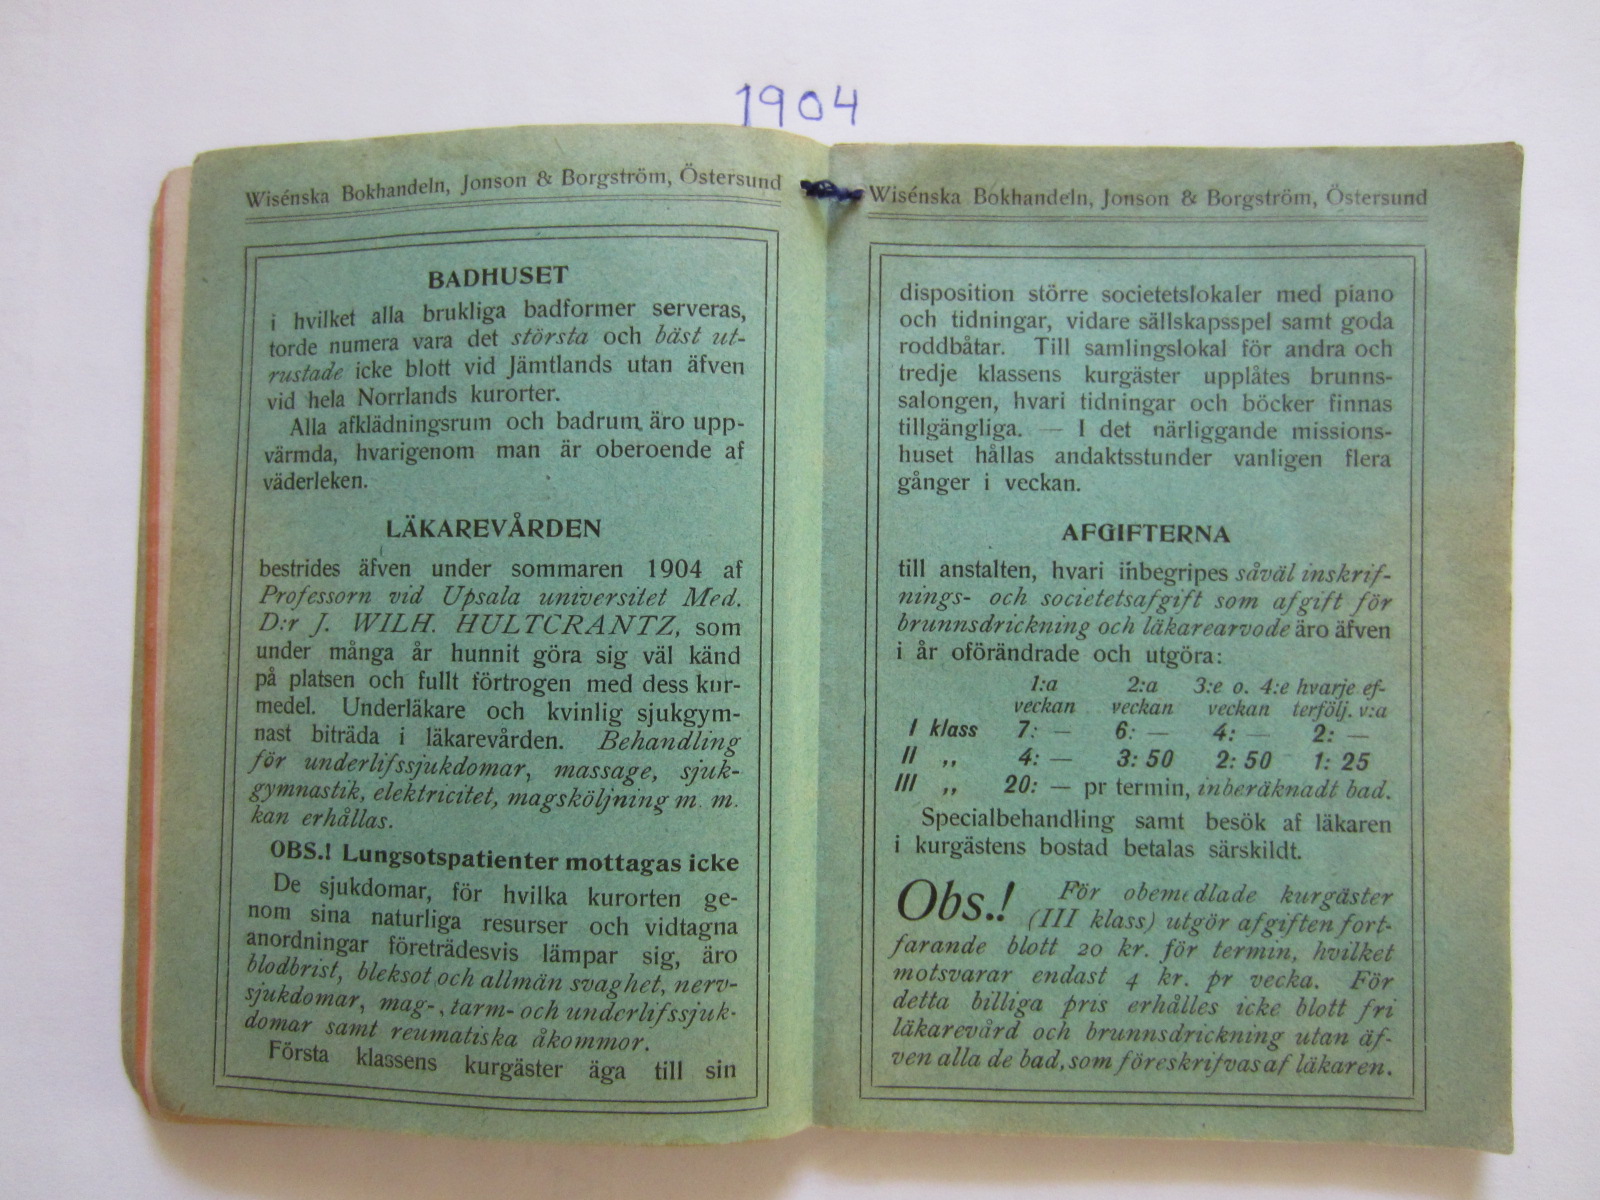 1904
Wisénska Bokhandeln, Jonson & Borgström, Östersund
BADHUSET
i hvilket alla brukliga badformer serveras,
torde numera vara det största och bäst ut-
rustade icke blott vid Jämtlands utan äfven
vid hela Norrlands kurorter.
Alla afklädningsrum och badrum äro upp-
värmda, hvarigenom man är oberoende af
väderleken.
LÄKAREVÅRDEN
bestrides äfven under sommaren 1904 af
Professorn vid Upsala universitet Med.
D:r J. WILH. HULTCRANTZ, som
under många år hunnit göra sig väl känd
på platsen och fullt förtrogen med dess kur-
medel. Underläkare och kvinlig sjukgym-
nast biträda i läkarevården. Behandling
för underlifssjukdomar, massage, sjuk-
gymnastik, elektricitet, magsköljning m. m.
kan erhållas.
OBS.! Lungsotspatienter mottagas icke
De sjukdomar, för hvilka kurorten ge-
nom sina naturliga resurser och vidtagna
anordningar företrädesvis lämpar sig, äro
blodbrist, bleksot och allmän svaghet, nerv-
sjukdomar, mag-, tarm- och underlifssjuk-
domar samt reumatiska åkommor.
Första klassens kurgäster äga till sin
Wisénska Bokhandeln, Jonson & Borgström, Östersund
disposition större societetslokaler med piano
och tidningar, vidare sällskapsspel samt goda
roddbåtar. Till samlingslokal för andra och
tredje klassens kurgäster upplåtes brunns-
salongen, hvari tidningar och böcker finnas
tillgängliga. — I det närliggande missions-
huset hållas andaktsstunder vanligen flera
gånger i veckan.
AFGIFTERNA
till anstalten, hvari inbegripes såväl inskrif-
nings- och societetsafgift som afgift för
brunnsdrickning och läkarearvode äro äfven
i år oförändrade och utgöra:
1:a 2:a 3:e o. 4:e hvarje ef-
veckan veckan veckan terfölj. v:a
I klass 7: — 6: — 4: — 2: —
II „ 4: — 3: 50 2: 50 1: 25
III „ 20: — pr termin, inberäknadt bad.
Specialbehandling samt besök af läkaren
i kurgästens bostad betalas särskildt.
Obs.! För obemedlade kurgäster
(III klass) utgör afgiften fort-
farande blott 20 kr. för termin, hvilket
motsvarar endast 4 kr. pr vecka. För
detta billiga pris erhålles icke blott fri
läkarevård och brunnsdrickning utan äf-
ven alla de bad, som föreskrifvas af läkaren.